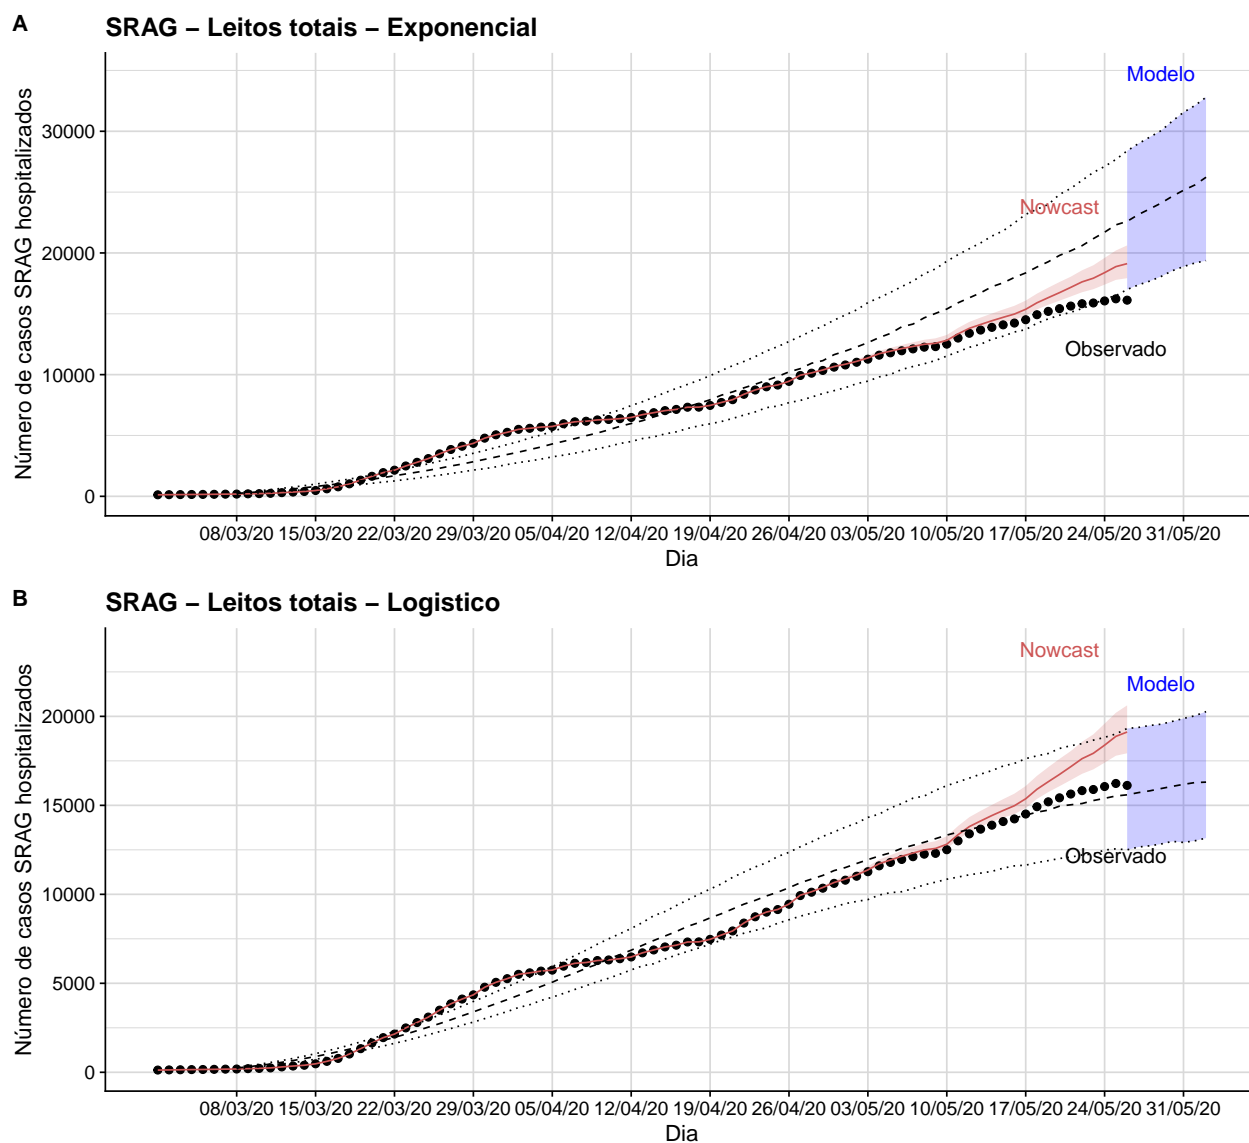 A
SRAG – Leitos totais – Exponencial
Número de casos SRAG hospitalizados
30000
20000
10000
0
Modelo
Nowcast
Observado
08/03/20 15/03/20 22/03/20 29/03/20 05/04/20 12/04/20 19/04/20 26/04/20 03/05/20 10/05/20 17/05/20 24/05/20 31/05/20
Dia
B
SRAG – Leitos totais – Logistico
Número de casos SRAG hospitalizados
20000
15000
10000
5000
0
Nowcast
Modelo
Observado
08/03/20 15/03/20 22/03/20 29/03/20 05/04/20 12/04/20 19/04/20 26/04/20 03/05/20 10/05/20 17/05/20 24/05/20 31/05/20
Dia